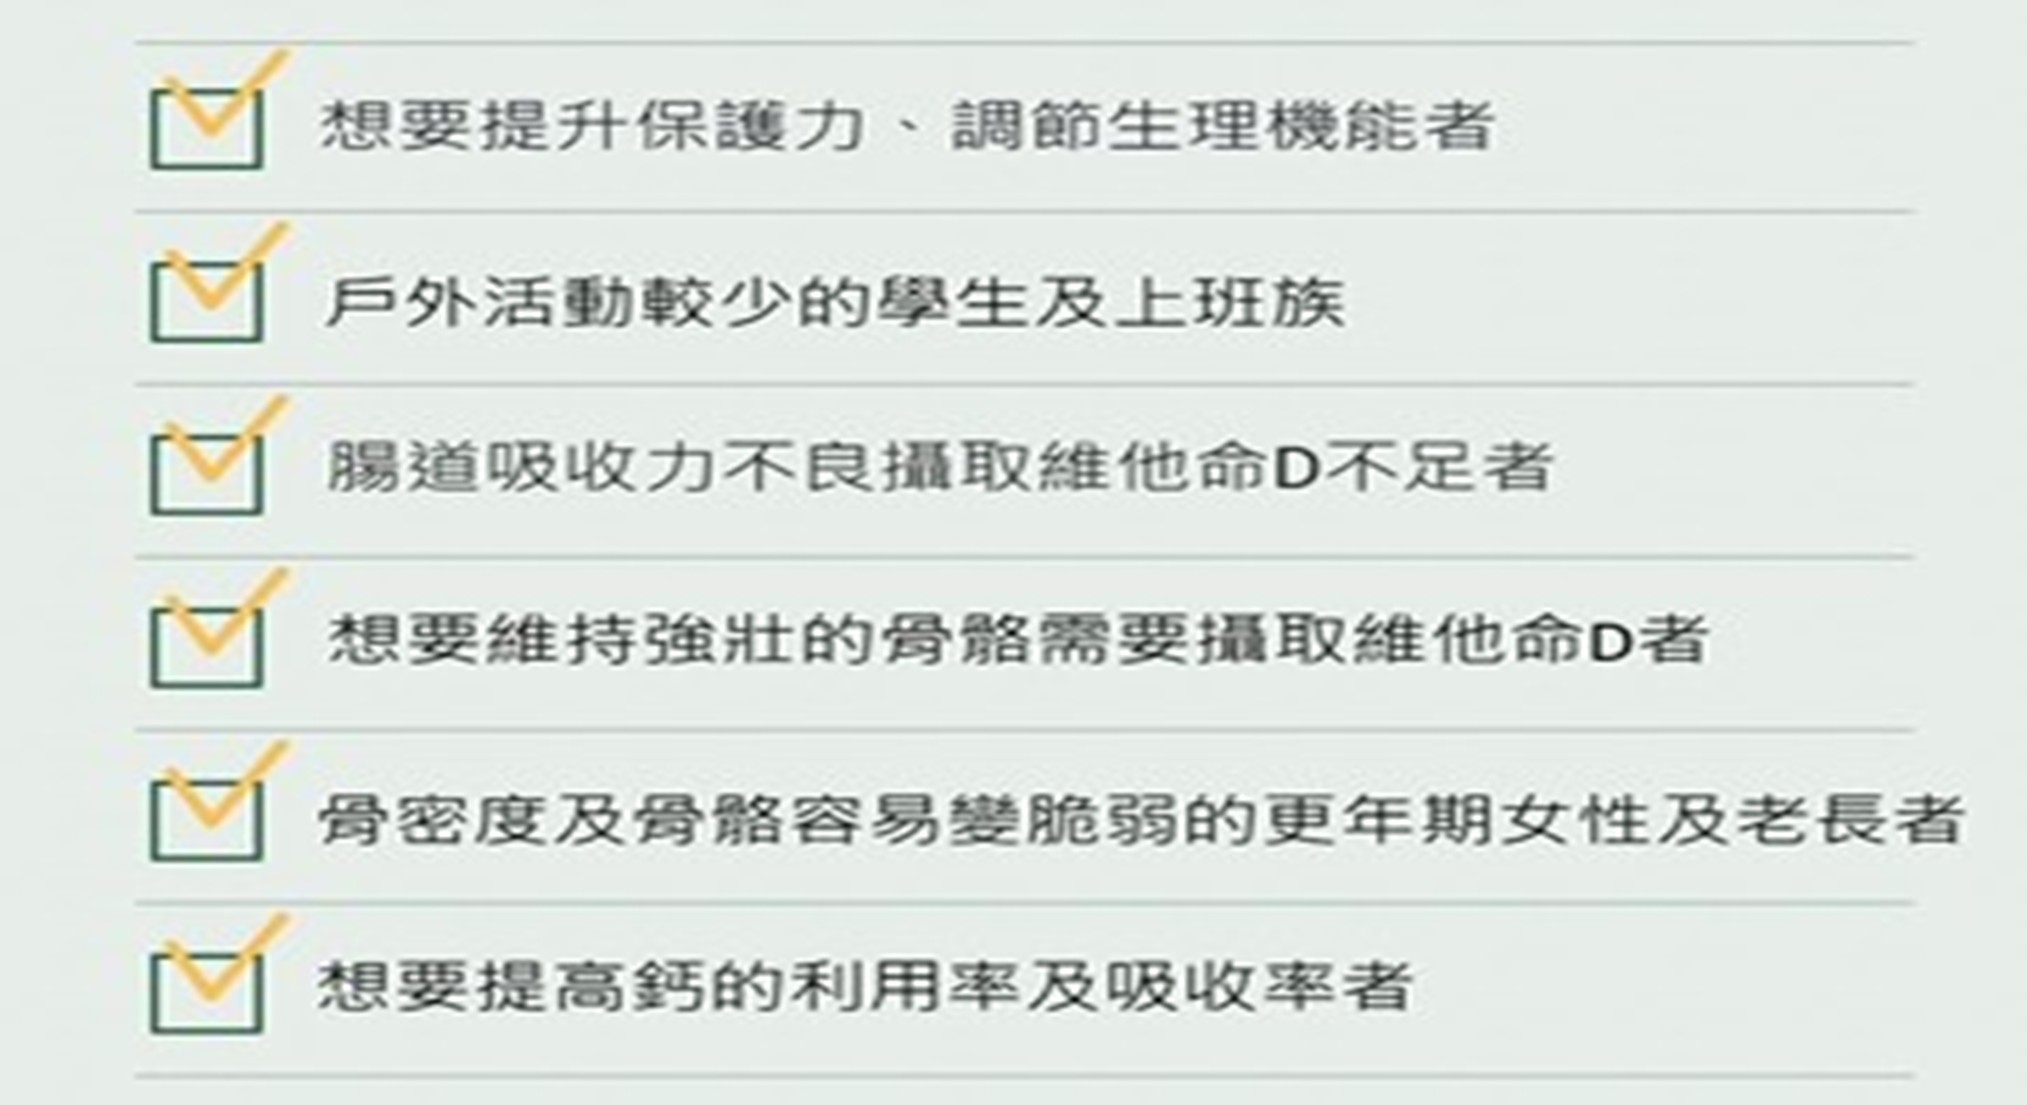 想要提升保護力、調節生理機能者
戶外活動較少的學生及上班族
腸道吸收力不良攝取維他命D不足者
想要維持強壯的骨骼需要攝取維他命D者
骨密度及骨骼容易變脆弱的更年期女性及老長者
想要提高鈣的利用率及吸收率者